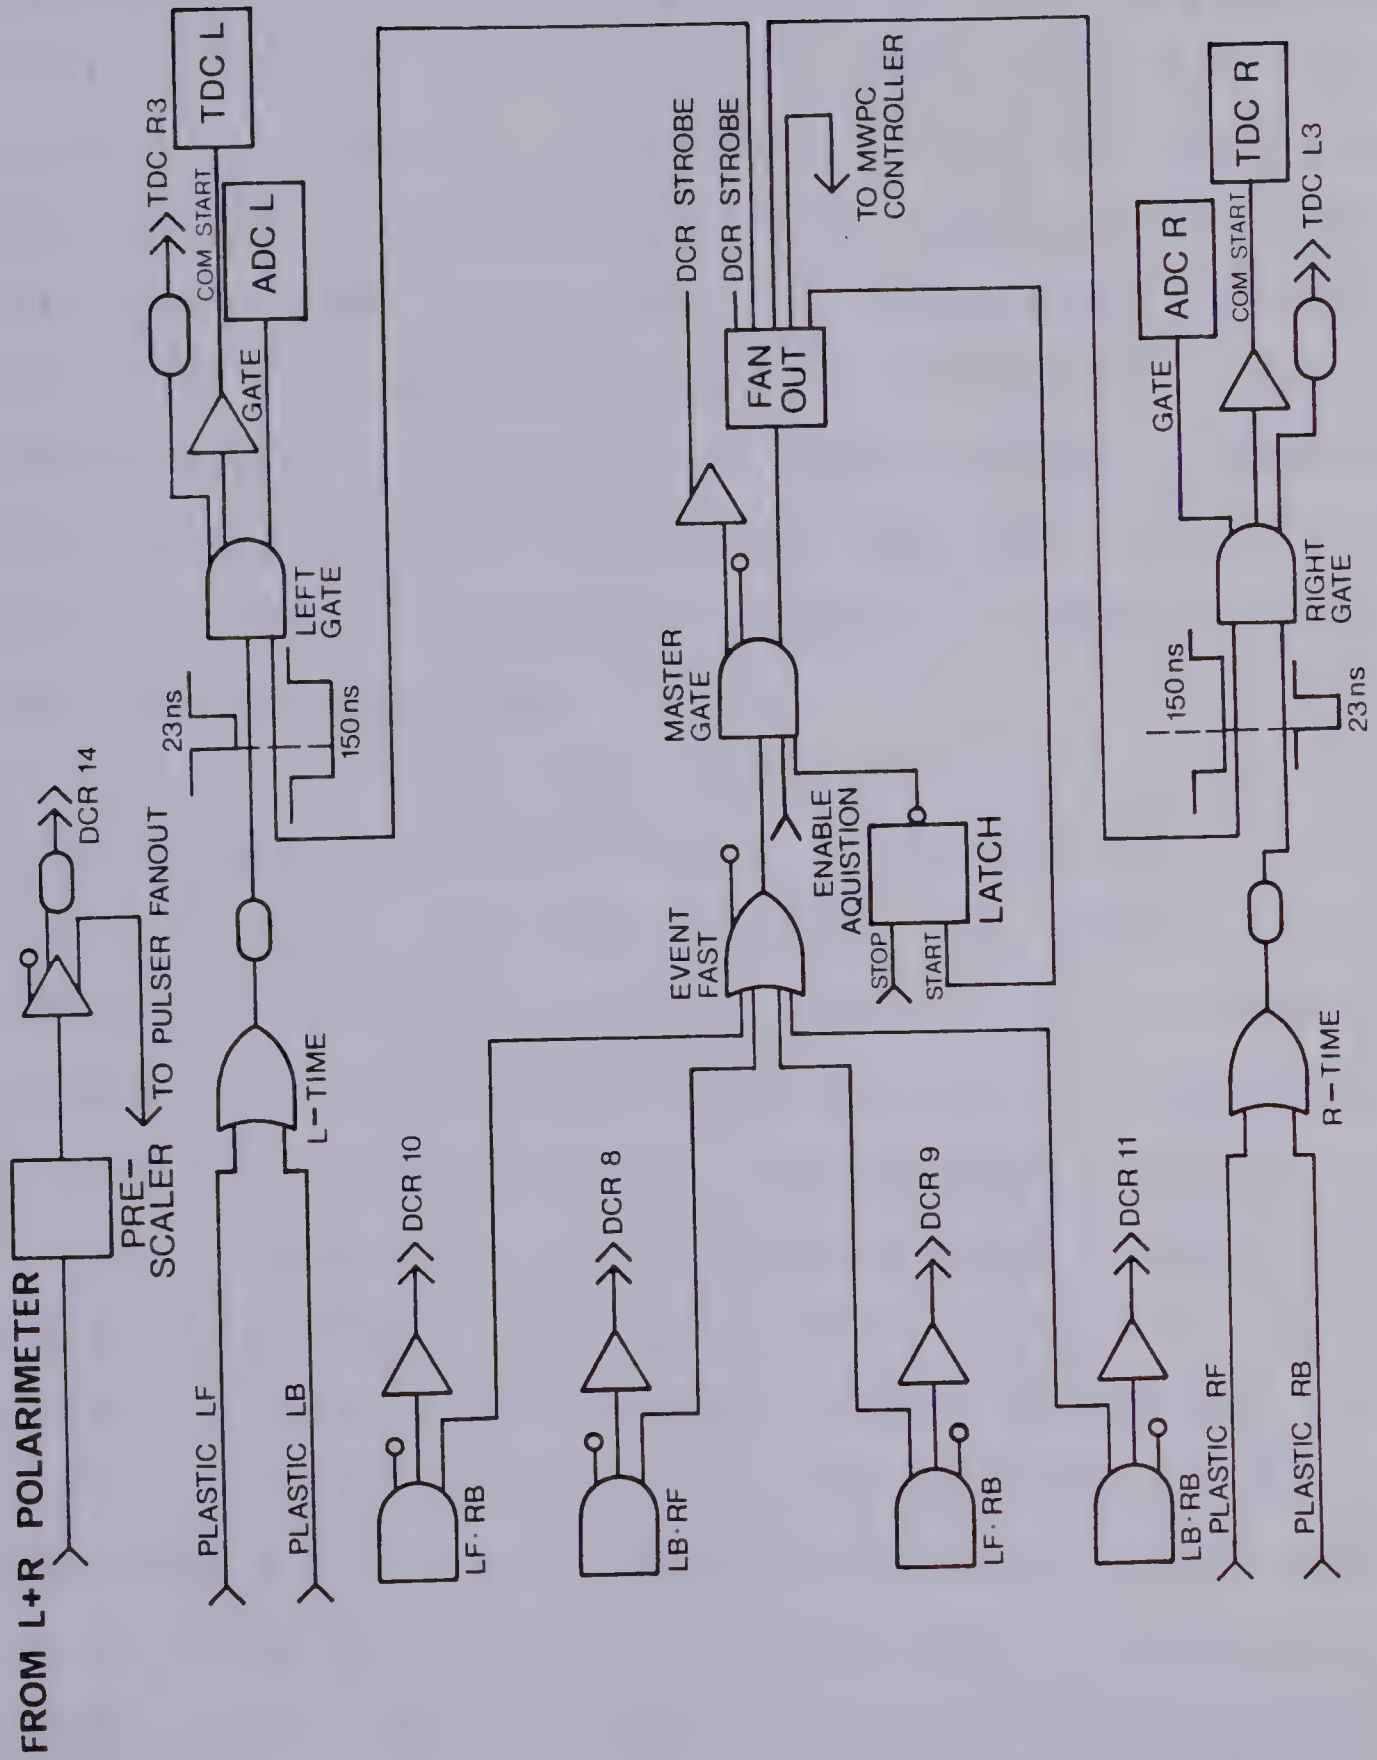 FROM L+R POLARIMETER
PRE-
SCALER
TO PULSER FANOUT
DCR 14
PLASTIC LF
PLASTIC LB
L-TIME
23ns
150ns
LEFT
GATE
GATE
COM START
TDC R3
TDC L
ADC L
LF·RB
DCR 10
LB·RF
DCR 8
LF·RB
DCR 9
LB·RB
DCR 11
EVENT
FAST
ENABLE
AQUISTION
STOP
START
LATCH
MASTER
GATE
FAN
OUT
DCR STROBE
DCR STROBE
TO MWPC
CONTROLLER
PLASTIC RF
PLASTIC RB
R-TIME
150ns
23ns
RIGHT
GATE
GATE
ADC R
COM START
TDC R
TDC L3